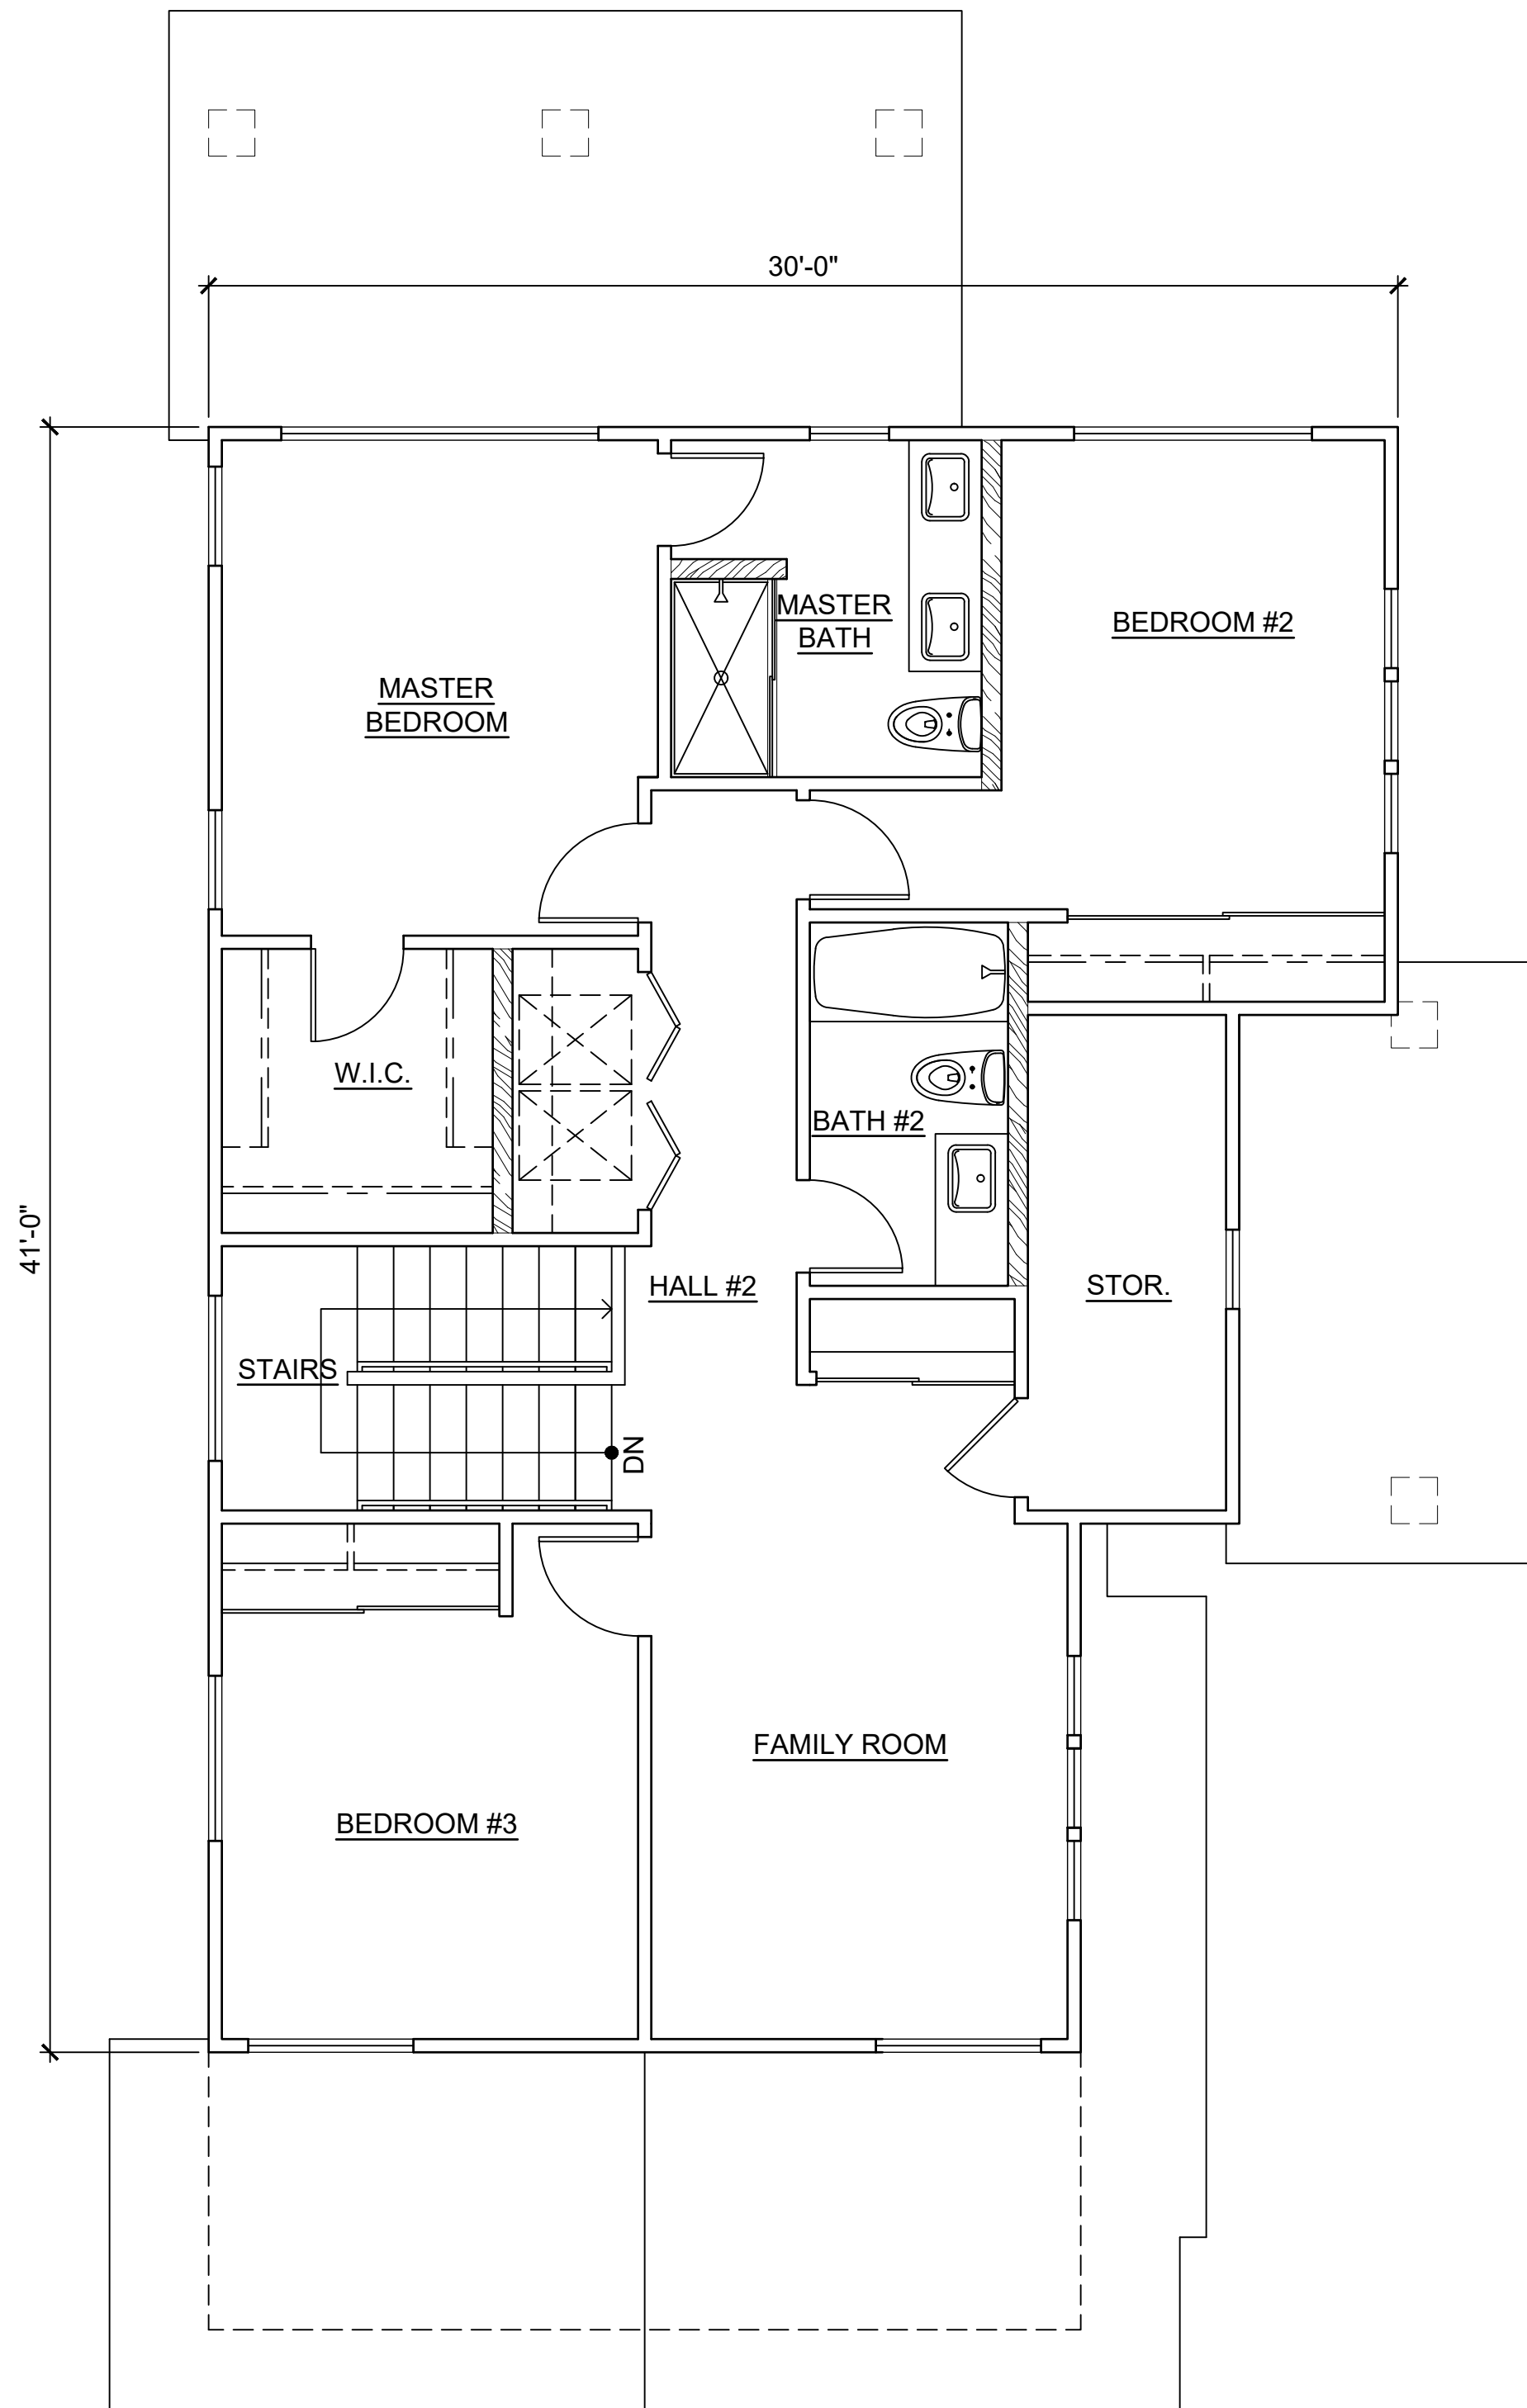 30'-0"
MASTER
BATH
BEDROOM #2
MASTER
BEDROOM
W.I.C.
BATH #2
41'-0"
HALL #2
STOR.
STAIRS
DN
FAMILY ROOM
BEDROOM #3